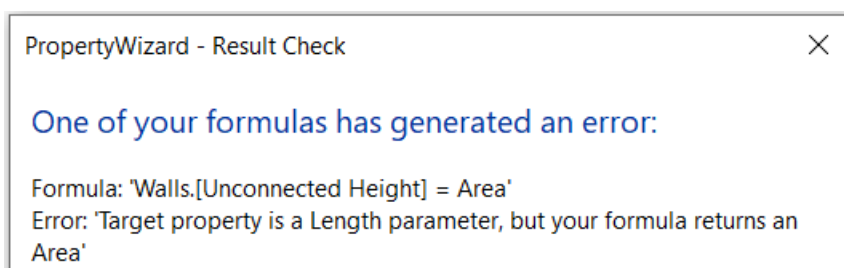 PropertyWizard - Result Check
One of your formulas has generated an error:
Formula: 'Walls.[Unconnected Height] = Area'
Error: 'Target property is a Length parameter, but your formula returns an
Area'